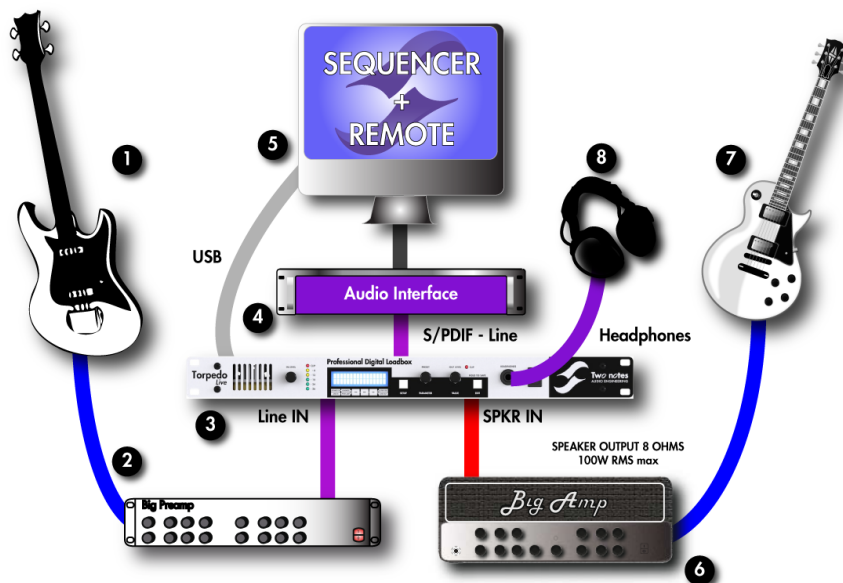 SEQUENCER
+
REMOTE
1
5
8
7
USB
Audio Interface
4
S/PDIF - Line
Headphones
Professional Digital Loadbox
Torpedo
Live
Two notes
AUDIO ENGINEERING
3
Line IN
SPKR IN
2
SPEAKER OUTPUT 8 OHMS
100W RMS max
Big Preamp
Big Amp
6